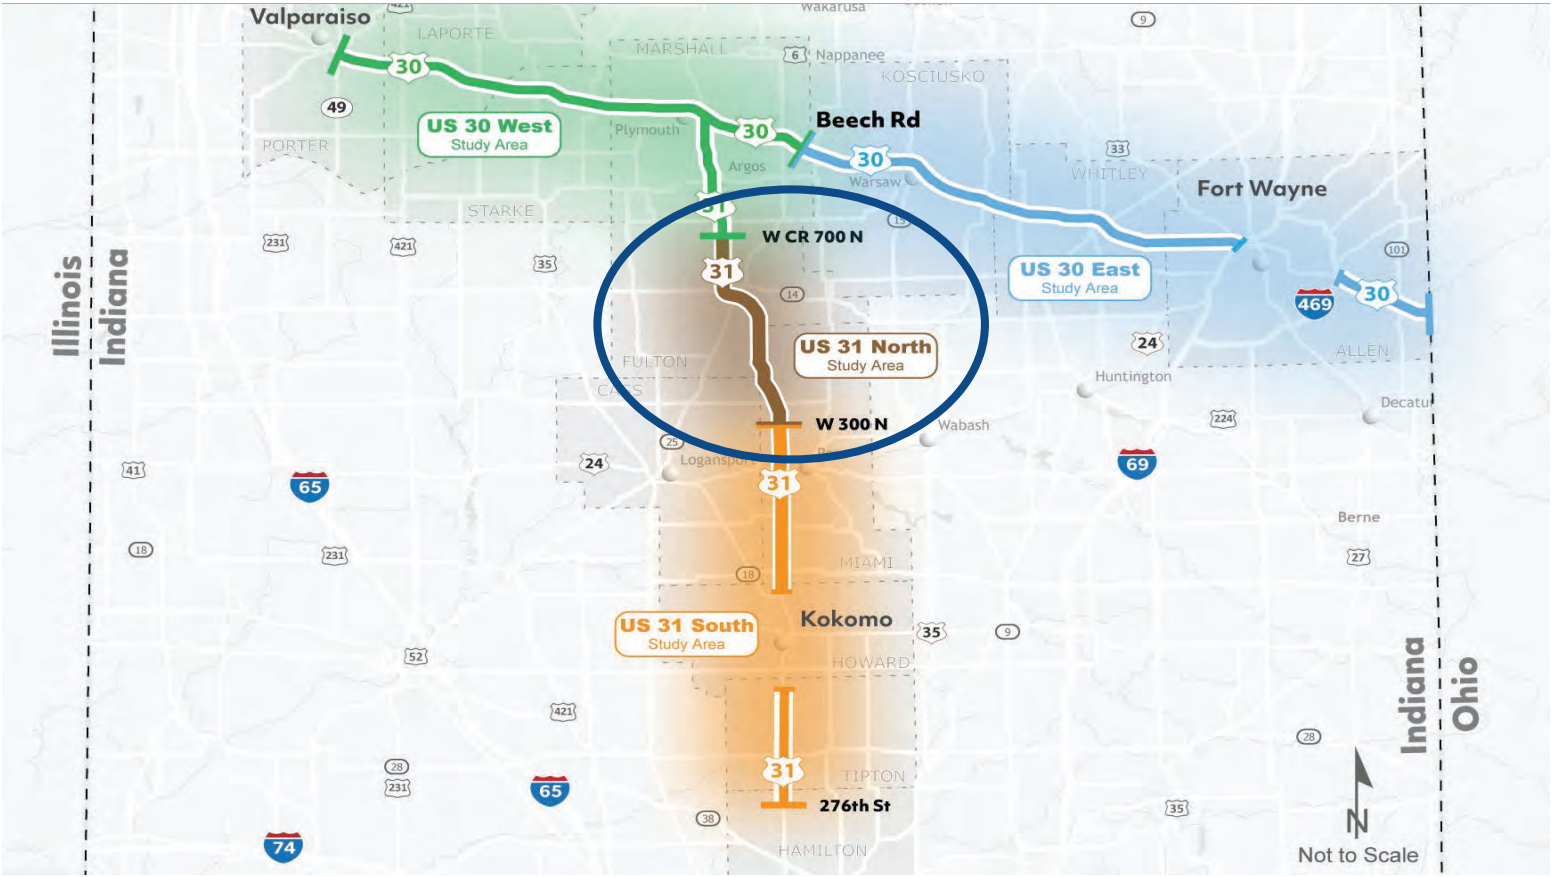 421
Wakarusa
9
Valparaiso
LAPORTE
MARSHALL
6
Nappanee
30
KOSCIUSKO
49
US 30 West
Study Area
Plymouth
30
Beech Rd
PORTER
Argos
30
33
Warsaw
WHITLEY
Fort Wayne
STARKE
31
15
231
421
W CR 700 N
101
35
31
US 30 East
Study Area
14
469
30
Illinois
Indiana
24
US 31 North
Study Area
ALLEN
FULTON
Huntington
CASS
Decatu
W 300 N
224
Wabash
25
41
24
Logansport
69
65
31
Berne
18
231
27
MIAMI
18
US 31 South
Study Area
Kokomo
35
9
52
HOWARD
Indiana
Ohio
421
28
28
231
65
31
TIPTON
276th St
35
38
74
HAMILTON
N
Not to Scale